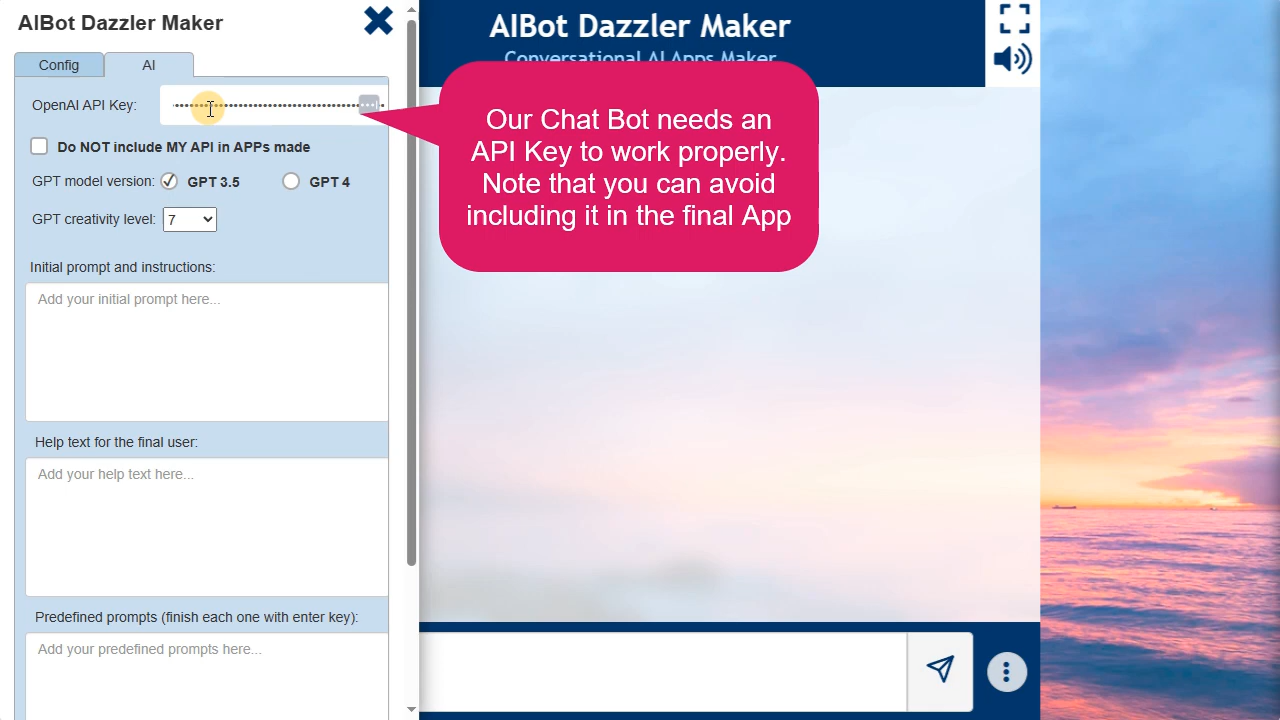 AIBot Dazzler Maker
Config
AI
OpenAI API Key:
Do NOT include MY API in APPs made
GPT model version:
GPT 3.5
GPT 4
GPT creativity level:
7
Initial prompt and instructions:
Add your initial prompt here...
Help text for the final user:
Add your help text here...
Predefined prompts (finish each one with enter key):
Add your predefined prompts here...
AIBot Dazzler Maker
Conversational AI Apps Maker
Our Chat Bot needs an
API Key to work properly.
Note that you can avoid
including it in the final App